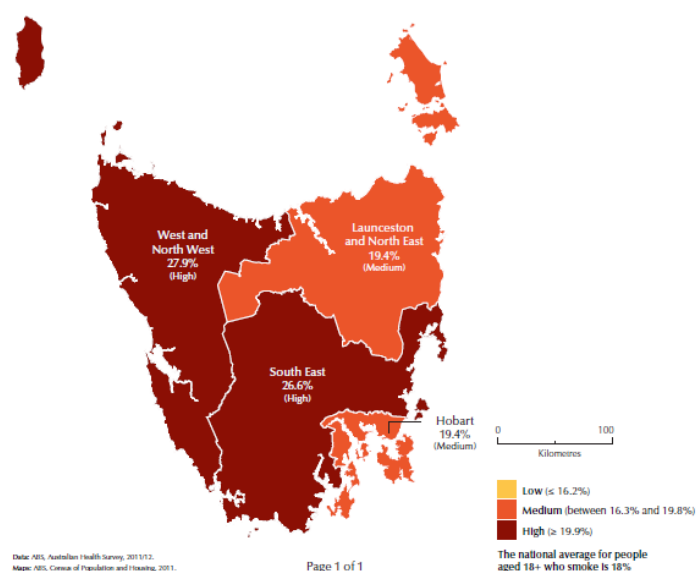 West and
North West
27.9%
(High)
Launceston
and North East
19.4%
(Medium)
South East
26.6%
(High)
Hobart
19.4%
(Medium)
0 100
Kilometres
Low (≤ 16.2%)
Medium (between 16.3% and 19.8%)
High (≥ 19.9%)
The national average for people
aged 18+ who smoke is 18%
Data: ABS, Australian Health Survey, 2011/12.
Maps: ABS, Census of Population and Housing, 2011.
Page 1 of 1